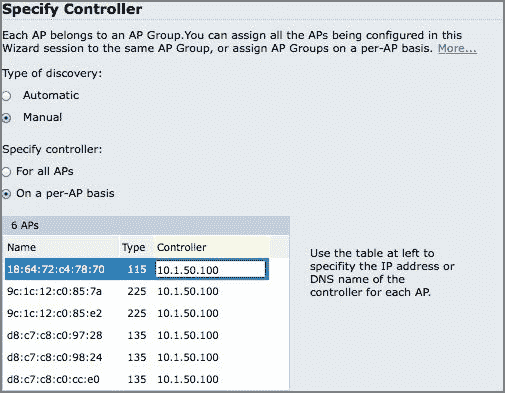 Specify Controller
Each AP belongs to an AP Group.You can assign all the APs being configured in this
Wizard session to the same AP Group, or assign AP Groups on a per-AP basis. More...
Type of discovery:
Automatic
Manual
Specify controller:
For all APs
On a per-AP basis
6 APs
Name Type Controller
18:64:72:c4:78:70 115 10.1.50.100
9c:1c:12:c0:85:7a 225 10.1.50.100
9c:1c:12:c0:85:e2 225 10.1.50.100
d8:c7:c8:c0:97:28 135 10.1.50.100
d8:c7:c8:c0:98:24 135 10.1.50.100
d8:c7:c8:c0:cc:e0 135 10.1.50.100
Use the table at left to
specifity the IP address or
DNS name of the
controller for each AP.